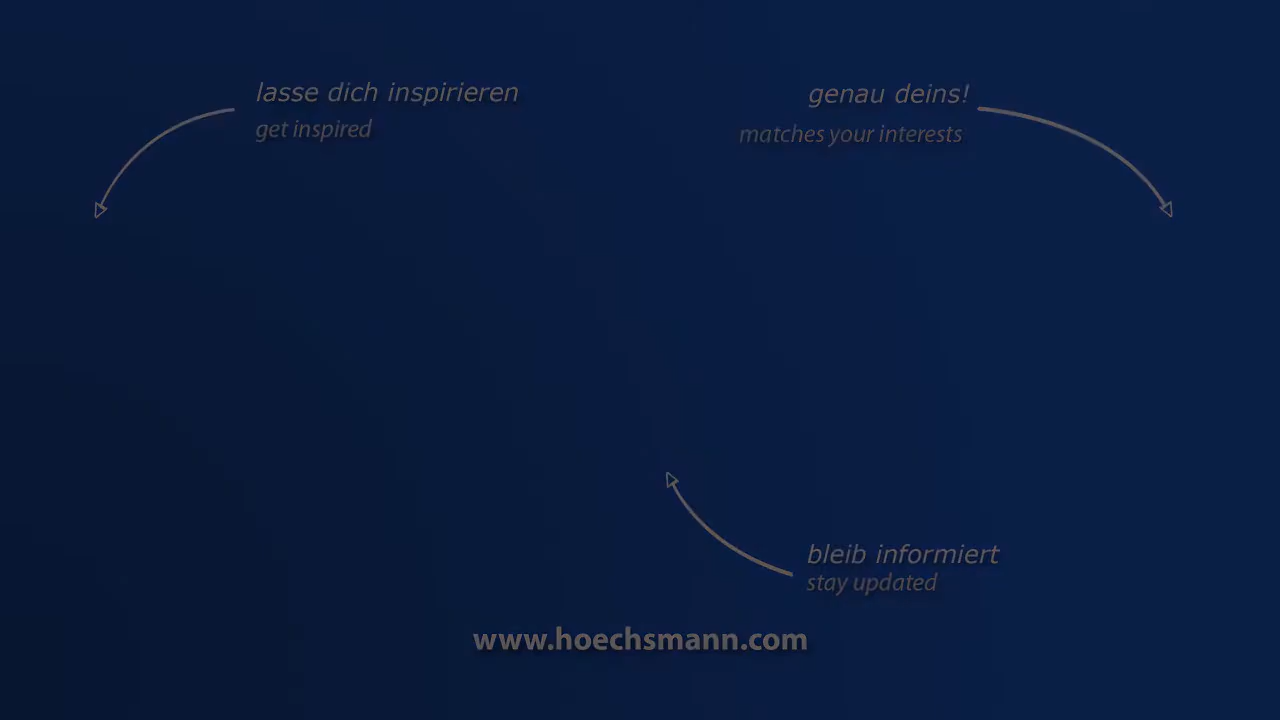 lasse dich inspirieren
get inspired
genau deins!
matches your interests
bleib informiert
stay updated
www.hoechsmann.com